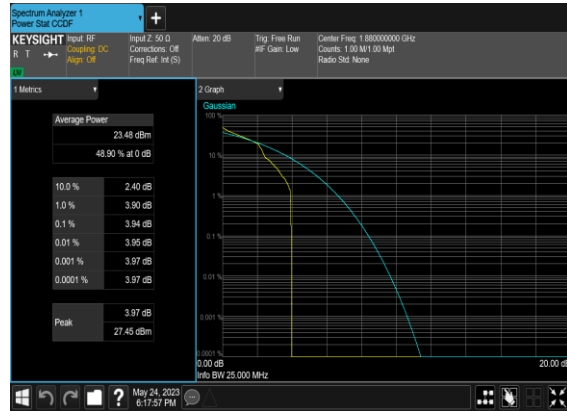 Spectrum Analyzer 1
Power Stat CCDF
KEYSIGHT
R T
LW
Input: RF
Coupling: DC
Align: Off
Input Z: 50 Ω
Corrections: Off
Freq Ref: Int (S)
Atten: 20 dB
Trig: Free Run
#IF Gain: Low
Center Freq: 1.880000000 GHz
Counts: 1.00 M/1.00 Mpt
Radio Std: None
1 Metrics
Average Power
23.48 dBm
48.90 % at 0 dB
10.0 % 2.40 dB
1.0 % 3.90 dB
0.1 % 3.94 dB
0.01 % 3.95 dB
0.001 % 3.97 dB
0.0001 % 3.97 dB
Peak
3.97 dB
27.45 dBm
2 Graph
Gaussian
100 %
10 %
1 %
0.1 %
0.01 %
0.001 %
0.0001 %
0.00 dB
20.00 dB
Info BW 25.000 MHz
May 24, 2023
6:17:57 PM